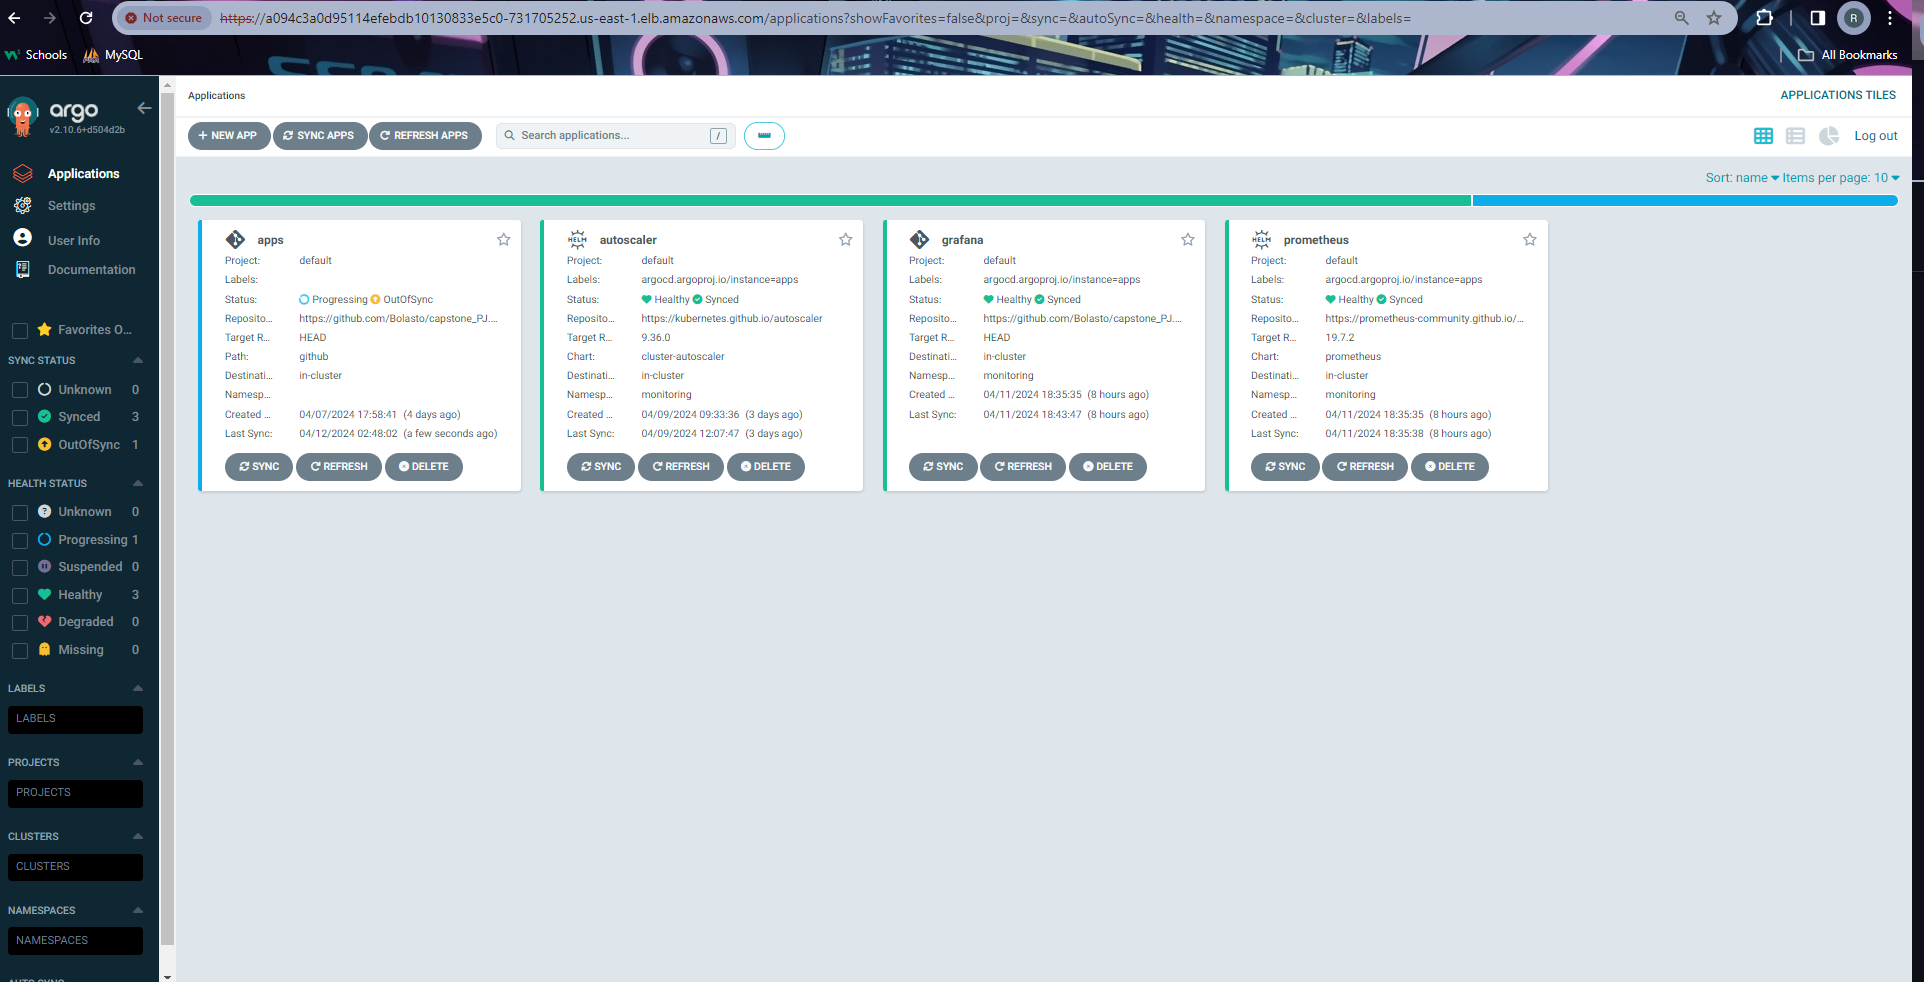 Not secure https://a094c3a0d95114efebdb10130833e5c0-731705252.us-east-1.elb.amazonaws.com/applications?showFavorites=false&proj=&sync=&autoSync=&health=&namespace=&cluster=&labels= R
Schools MySQL All Bookmarks
argo
v2.10.6+d504d2b
Applications
Settings
User Info
Documentation
Favorites O...
SYNC STATUS
Unknown 0
Synced 3
OutOfSync 1
HEALTH STATUS
Unknown 0
Progressing 1
Suspended 0
Healthy 3
Degraded 0
Missing 0
LABELS
LABELS
PROJECTS
PROJECTS
CLUSTERS
CLUSTERS
NAMESPACES
NAMESPACES
AUTO SYNC
Applications APPLICATIONS TILES
+ NEW APP SYNC APPS REFRESH APPS Search applications... / Log out
Sort: name Items per page: 10
apps
Project: default
Labels:
Status: Progressing OutOfSync
Reposito... https://github.com/Bolasto/capstone_PJ....
Target R... HEAD
Path: github
Destinati... in-cluster
Namesp...
Created ... 04/07/2024 17:58:41 (4 days ago)
Last Sync: 04/12/2024 02:48:02 (a few seconds ago)
SYNC REFRESH DELETE
HELM autoscaler
Project: default
Labels: argocd.argoproj.io/instance=apps
Status: Healthy Synced
Reposito... https://kubernetes.github.io/autoscaler
Target R... 9.36.0
Chart: cluster-autoscaler
Destinati... in-cluster
Namesp... monitoring
Created ... 04/09/2024 09:33:36 (3 days ago)
Last Sync: 04/09/2024 12:07:47 (3 days ago)
SYNC REFRESH DELETE
grafana
Project: default
Labels: argocd.argoproj.io/instance=apps
Status: Healthy Synced
Reposito... https://github.com/Bolasto/capstone_PJ....
Target R... HEAD
Destinati... in-cluster
Namesp... monitoring
Created ... 04/11/2024 18:35:35 (8 hours ago)
Last Sync: 04/11/2024 18:43:47 (8 hours ago)
SYNC REFRESH DELETE
HELM prometheus
Project: default
Labels: argocd.argoproj.io/instance=apps
Status: Healthy Synced
Reposito... https://prometheus-community.github.io/...
Target R... 19.7.2
Chart: prometheus
Destinati... in-cluster
Namesp... monitoring
Created ... 04/11/2024 18:35:35 (8 hours ago)
Last Sync: 04/11/2024 18:35:38 (8 hours ago)
SYNC REFRESH DELETE